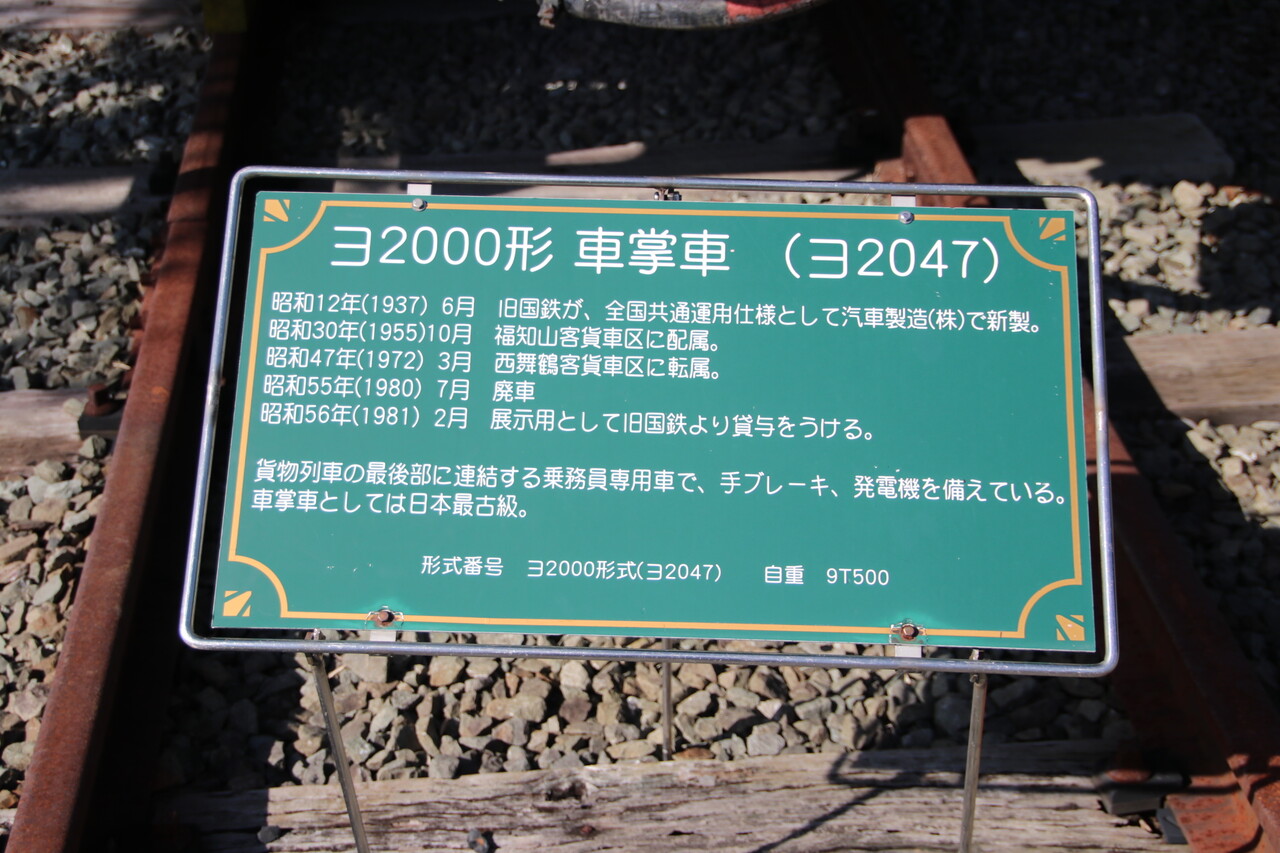 ヨ2000形 車掌車 （ヨ2047）
昭和12年(1937) 6月 旧国鉄が、全国共通運用仕様として汽車製造(株)で新製。
昭和30年(1955)10月 福知山客貨車区に配属。
昭和47年(1972) 3月 西舞鶴客貨車区に転属。
昭和55年(1980) 7月 廃車
昭和56年(1981) 2月 展示用として旧国鉄より貸与をうける。
貨物列車の最後部に連結する乗務員専用車で、手ブレーキ、発電機を備えている。
車掌車としては日本最古級。
形式番号 ヨ2000形式(ヨ2047) 自重 9T500